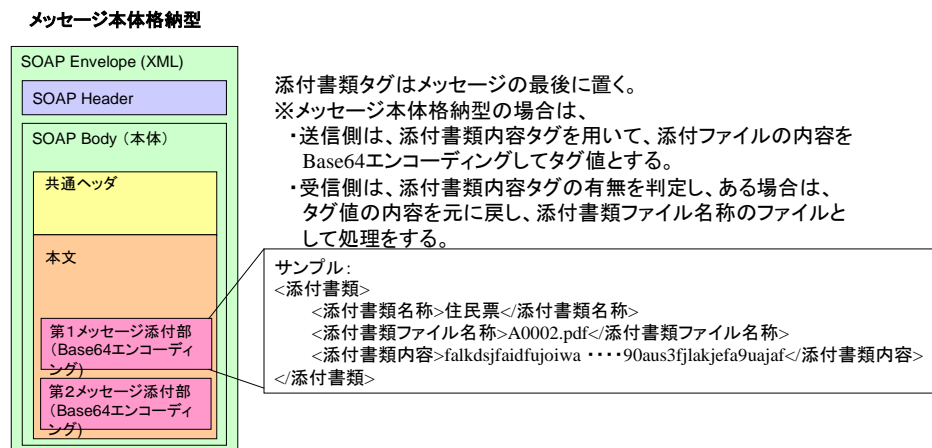 メッセージ本体格納型
SOAP Envelope (XML)
SOAP Header
SOAP Body（本体）
共通ヘッダ
本文
第1メッセージ添付部
（Base64エンコーディ
ング)
第2メッセージ添付部
（Base64エンコーディ
ング)
添付書類タグはメッセージの最後に置く。
※メッセージ本体格納型の場合は、
・送信側は、添付書類内容タグを用いて、添付ファイルの内容を
Base64エンコーディングしてタグ値とする。
・受信側は、添付書類内容タグの有無を判定し、ある場合は、
タグ値の内容を元に戻し、添付書類ファイル名称のファイルと
して処理をする。
サンプル：
<添付書類>
<添付書類名称>住民票</添付書類名称>
<添付書類ファイル名称>A0002.pdf</添付書類ファイル名称>
<添付書類内容>falkdsjfaidfujoiwa ････90aus3fjlakjefa9uajaf</添付書類内容>
</添付書類>